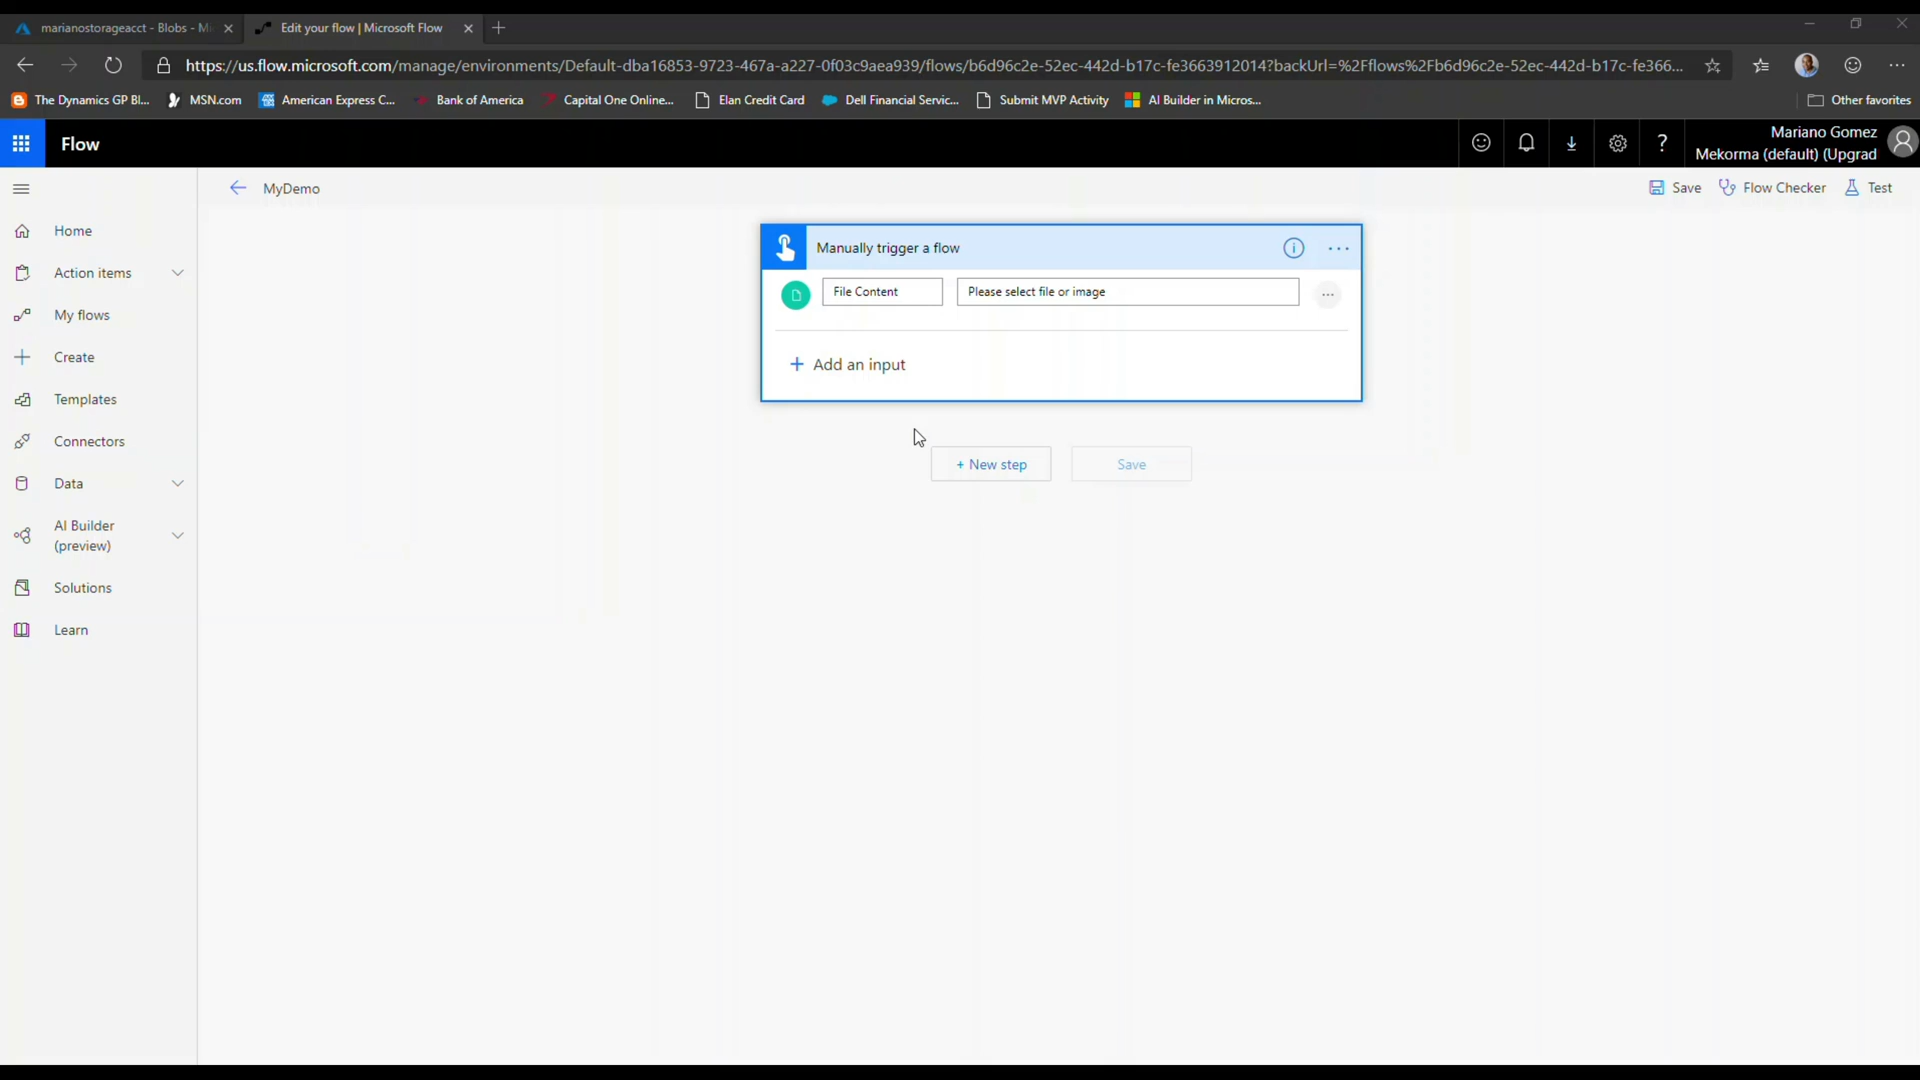 marianostorageacct - Blobs - Mi
Edit your flow | Microsoft Flow
https://us.flow.microsoft.com/manage/environments/Default-dba16853-9723-467a-a227-0f03c9aea939/flows/b6d96c2e-52ec-442d-b17c-fe3663912014?backUrl=%2Fflows%2Fb6d96c2e-52ec-442d-b17c-fe366...
The Dynamics GP Bl...
MSN.com
American Express C...
Bank of America
Capital One Online...
Elan Credit Card
Dell Financial Servic...
Submit MVP Activity
AI Builder in Micros...
Other favorites
Flow
?
Mariano Gomez
Mekorma (default) (Upgrad
MyDemo
Save
Flow Checker
Test
Home
Action items
My flows
Create
Templates
Connectors
Data
AI Builder
(preview)
Solutions
Learn
Manually trigger a flow
File Content
Please select file or image
+ Add an input
+ New step
Save